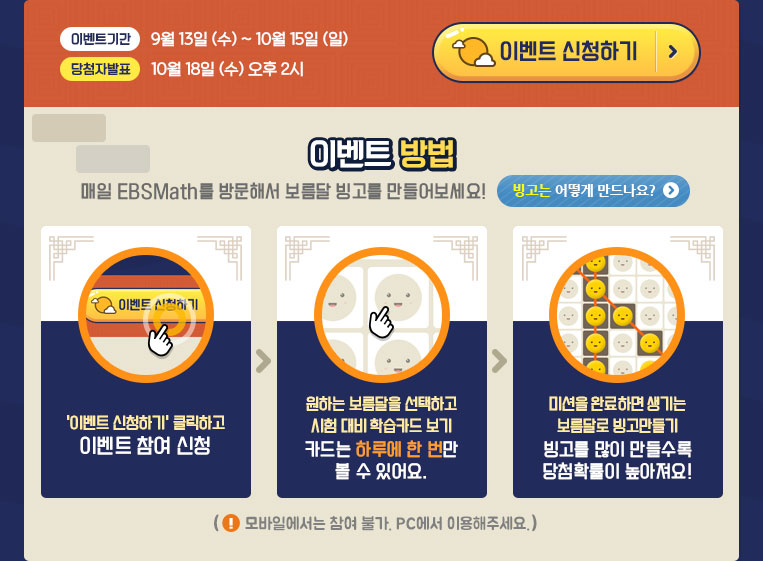 이벤트기간 9월 13일 (수) ~ 10월 15일 (일)
당첨자발표 10월 18일 (수) 오후 2시
이벤트 신청하기
이벤트 방법
매일 EBSMath를 방문해서 보름달 빙고를 만들어보세요!
빙고는 어떻게 만드나요?
이벤트 신청하기
'이벤트 신청하기' 클릭하고
이벤트 참여 신청
원하는 보름달을 선택하고
시험 대비 학습카드 보기
카드는 하루에 한 번만
볼 수 있어요.
미션을 완료하면 생기는
보름달로 빙고만들기
빙고를 많이 만들수록
당첨확률이 높아져요!
( ! 모바일에서는 참여 불가. PC에서 이용해주세요.)